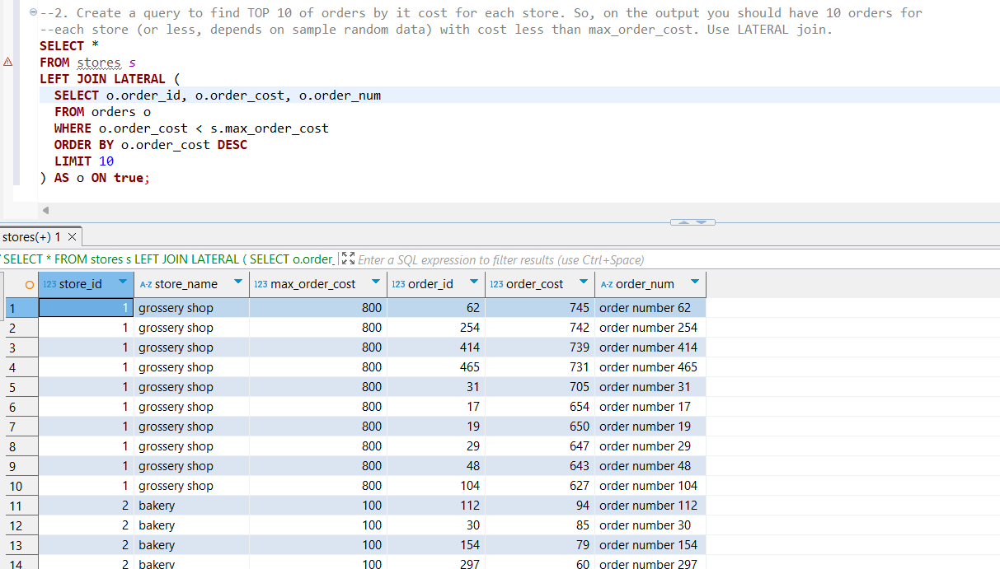 --2. Create a query to find TOP 10 of orders by it cost for each store. So, on the output you should have 10 orders for
--each store (or less, depends on sample random data) with cost less than max_order_cost. Use LATERAL join.
SELECT *
FROM stores s
LEFT JOIN LATERAL (
SELECT o.order_id, o.order_cost, o.order_num
FROM orders o
WHERE o.order_cost < s.max_order_cost
ORDER BY o.order_cost DESC
LIMIT 10
) AS o ON true;
stores(+) 1
SELECT * FROM stores s LEFT JOIN LATERAL ( SELECT o.order_ Enter a SQL expression to filter results (use Ctrl+Space)
123 store_id A-Z store_name 123 max_order_cost 123 order_id 123 order_cost A-Z order_num
1 1 grossery shop 800 62 745 order number 62
2 1 grossery shop 800 254 742 order number 254
3 1 grossery shop 800 414 739 order number 414
4 1 grossery shop 800 465 731 order number 465
5 1 grossery shop 800 31 705 order number 31
6 1 grossery shop 800 17 654 order number 17
7 1 grossery shop 800 19 650 order number 19
8 1 grossery shop 800 29 647 order number 29
9 1 grossery shop 800 48 643 order number 48
10 1 grossery shop 800 104 627 order number 104
11 2 bakery 100 112 94 order number 112
12 2 bakery 100 30 85 order number 30
13 2 bakery 100 154 79 order number 154
14 2 bakery 100 297 60 order number 297